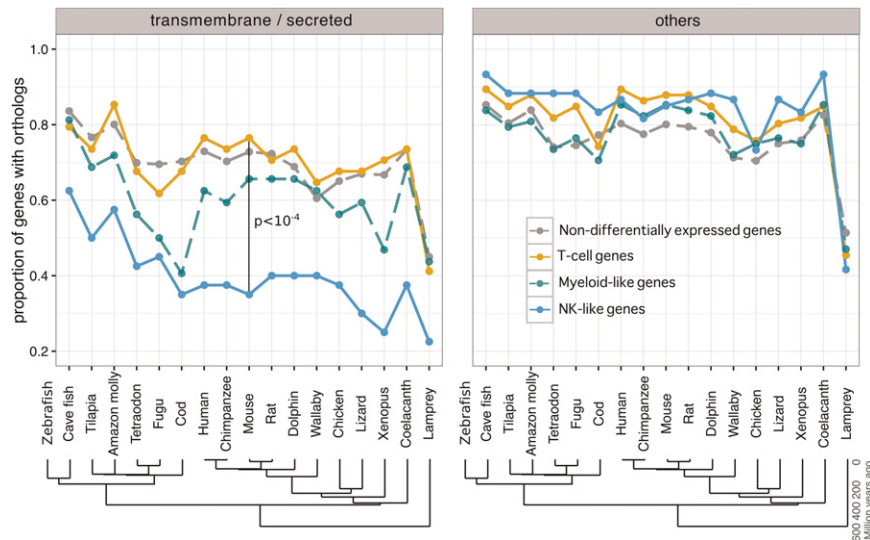 transmembrane / secreted
others
proportion of genes with orthologs
1.0
0.8
0.6
0.4
0.2
p<10-4
Non-differentially expressed genes
T-cell genes
Myeloid-like genes
NK-like genes
Zebrafish
Cave fish
Tilapia
Amazon molly
Tetraodon
Fugu
Cod
Human
Chimpanzee
Mouse
Rat
Dolphin
Wallaby
Chicken
Lizard
Xenopus
Coelacanth
Lamprey
Zebrafish
Cave fish
Tilapia
Amazon molly
Tetraodon
Fugu
Cod
Human
Chimpanzee
Mouse
Rat
Dolphin
Wallaby
Chicken
Lizard
Xenopus
Coelacanth
Lamprey
600 400 200 0
Million years ago